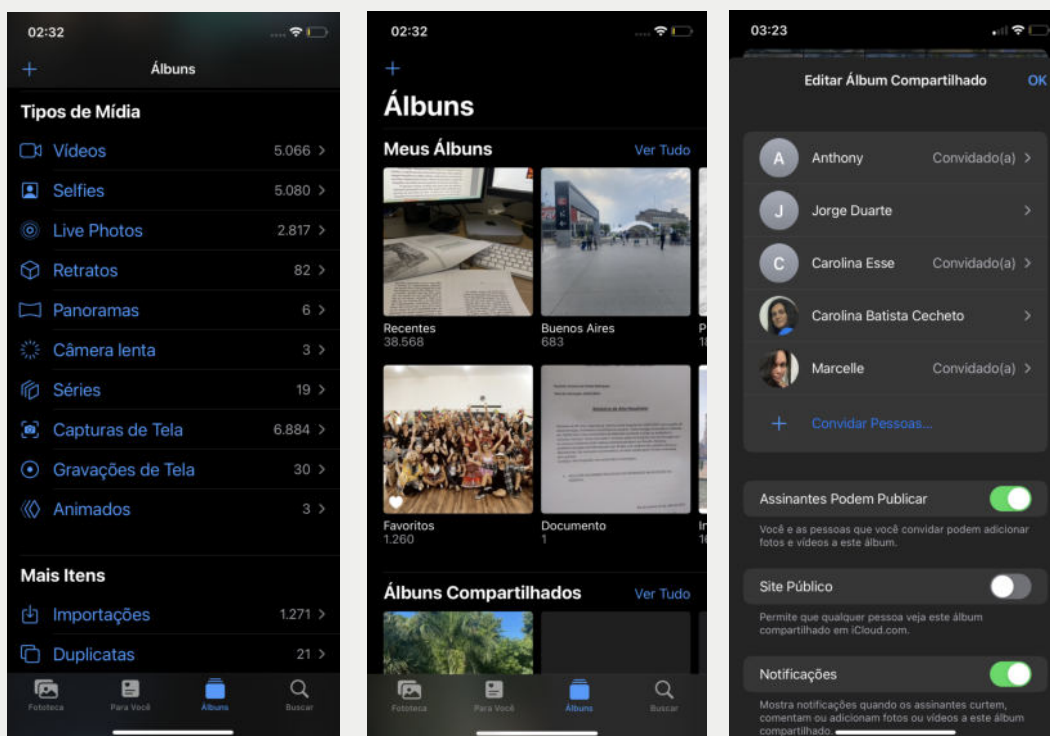 02:32
Álbuns
Tipos de Mídia
Vídeos 5.066
Selfies 5.080
Live Photos 2.817
Retratos 82
Panoramas 6
Câmera lenta 3
Séries 19
Capturas de Tela 6.884
Gravações de Tela 30
Animados 3
Mais Itens
Importações 1.271
Duplicatas 21
Fototeca Para Você Álbuns Buscar
02:32
Álbuns
Meus Álbuns Ver Tudo
Recentes Buenos Aires P
38.568 683
Favoritos Documento
1.260 1
Álbuns Compartilhados Ver Tudo
Fototeca Para Você Álbuns Buscar
03:23
Editar Álbum Compartilhado OK
A Anthony Convidado(a)
J Jorge Duarte
C Carolina Esse Convidado(a)
Carolina Batista Cecheto
Marcelle Convidado(a)
Convidar Pessoas...
Assinantes Podem Publicar
Você e as pessoas que você convidar podem adicionar
fotos e vídeos a este álbum.
Site Público
Permite que qualquer pessoa veja este álbum
compartilhado em iCloud.com.
Notificações
Mostra notificações quando os assinantes curtem,
comentam ou adicionam fotos ou vídeos a este álbum
compartilhado.